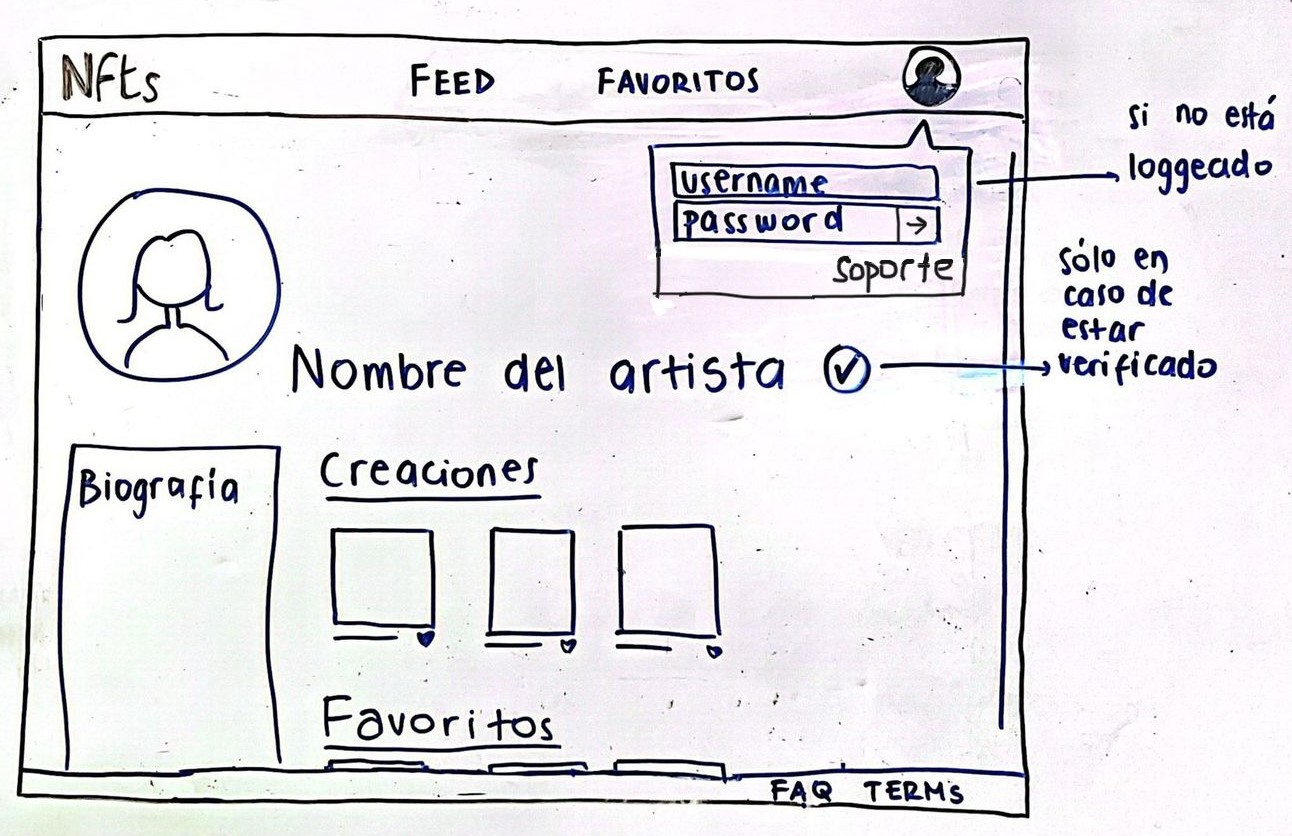 Nfts
FEED
FAVORITOS
username
password
soporte
si no está
loggeado
Nombre del artista
sólo en
caso de
estar
verificado
Biografía
Creaciones
Favoritos
FAQ
TERMS